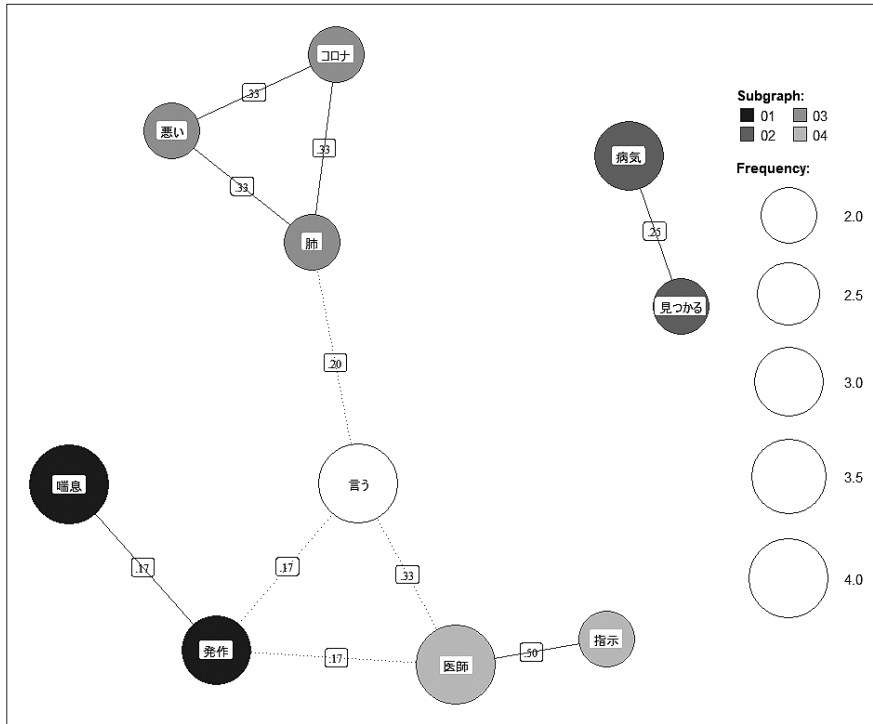 コロナ
.33
悪い
.33
.33
肺
病気
.25
見つかる
.20
喘息
言う
.17
.17
.33
発作
.17
医師
.50
指示
Subgraph:
01 03
02 04
Frequency:
2.0
2.5
3.0
3.5
4.0